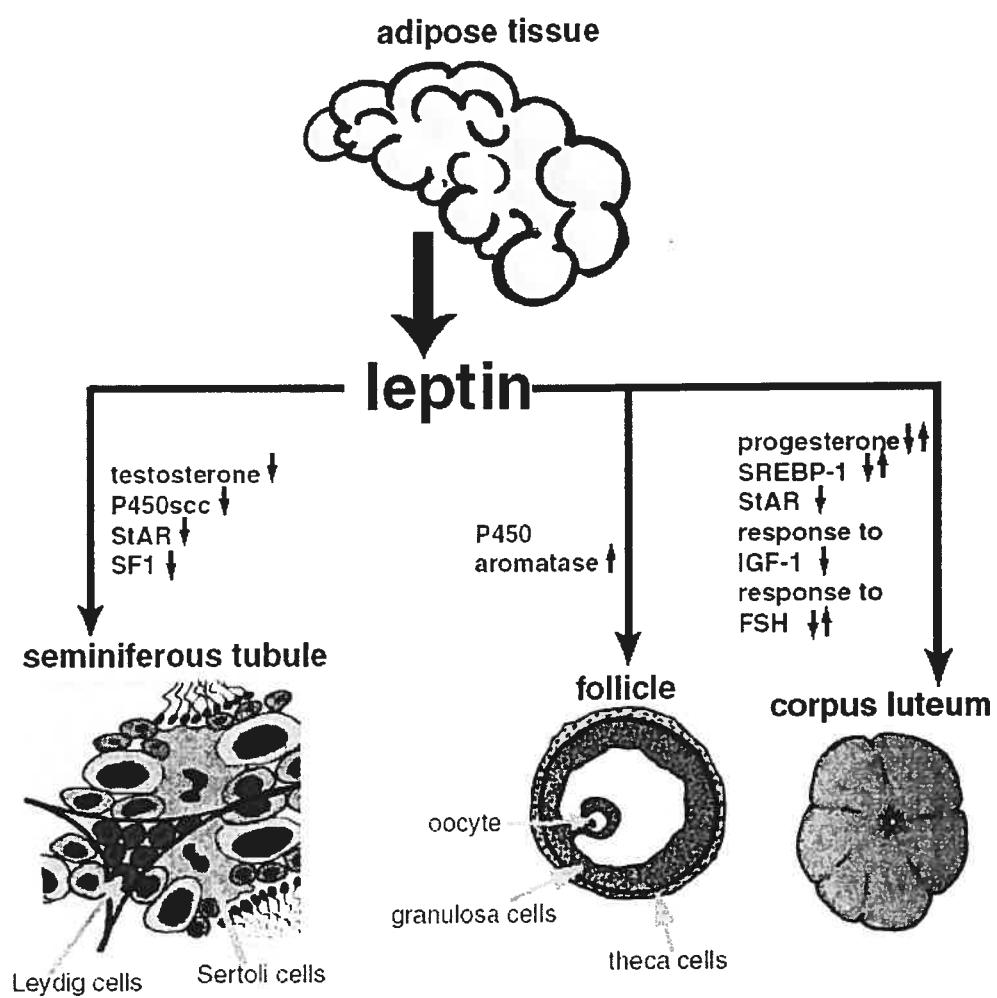 adipose tissue
leptin
testosterone ↓
P450scc ↓
StAR ↓
SF1 ↓
P450
aromatase ↑
progesterone ↓↑
SREBP-1 ↓↑
StAR ↓
response to
IGF-1 ↓
response to
FSH ↓↑
seminiferous tubule
follicle
corpus luteum
oocyte
granulosa cells
theca cells
Leydig cells
Sertoli cells